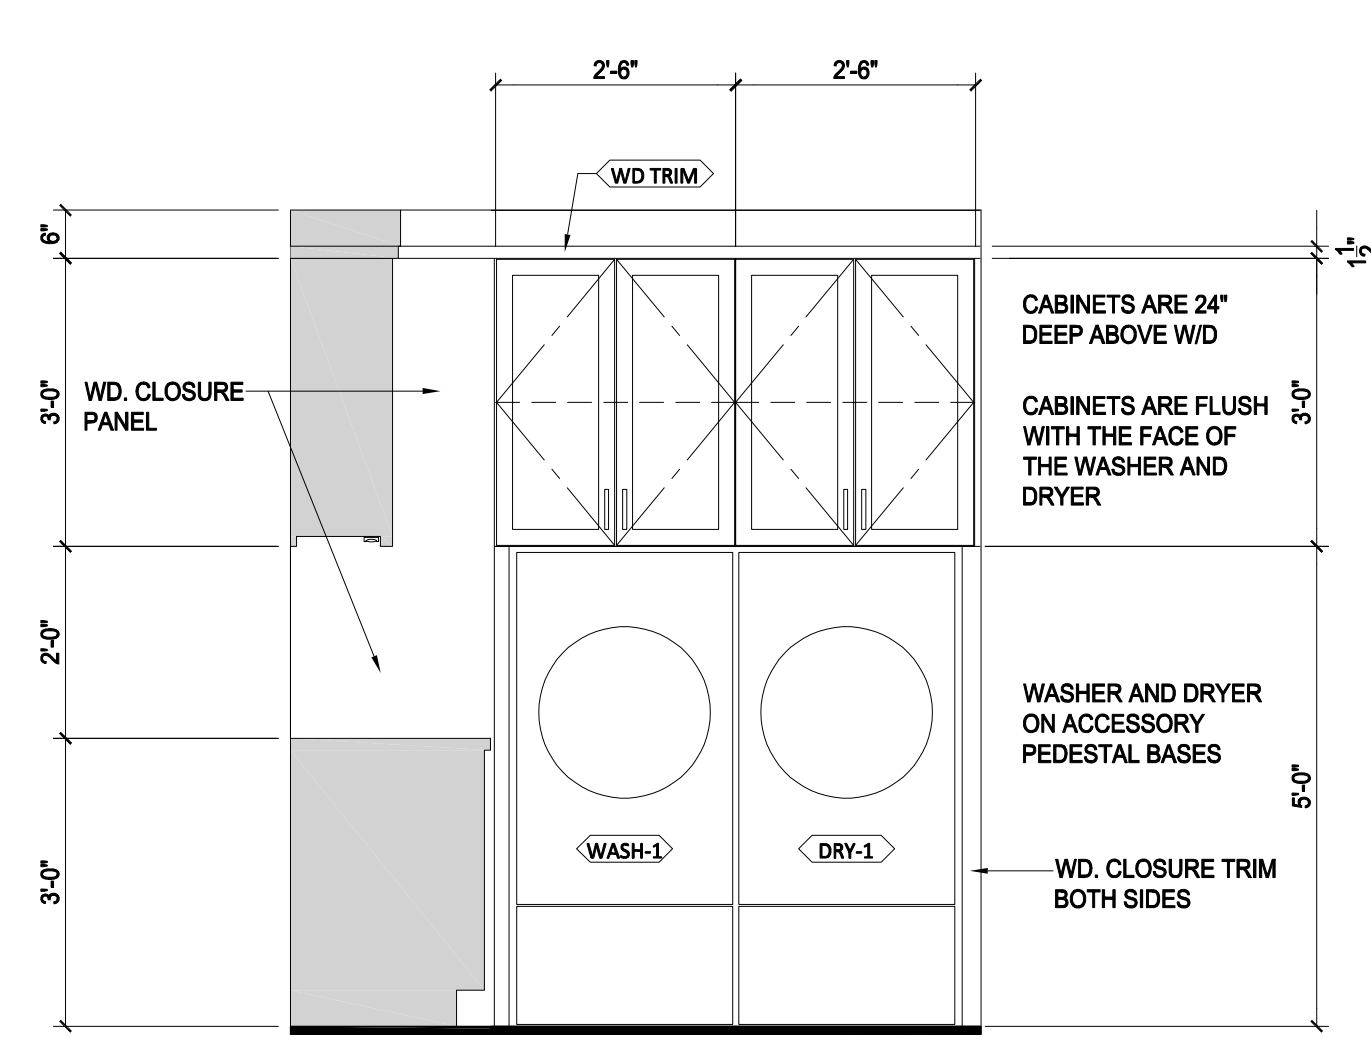 2'-6" 2'-6"
WD TRIM
6"
1 1/2"
CABINETS ARE 24"
DEEP ABOVE W/D
3'-0"
WD. CLOSURE
PANEL
3'-0"
CABINETS ARE FLUSH
WITH THE FACE OF
THE WASHER AND
DRYER
2'-0"
WASHER AND DRYER
ON ACCESSORY
PEDESTAL BASES
5'-0"
WASH-1
DRY-1
3'-0"
WD. CLOSURE TRIM
BOTH SIDES